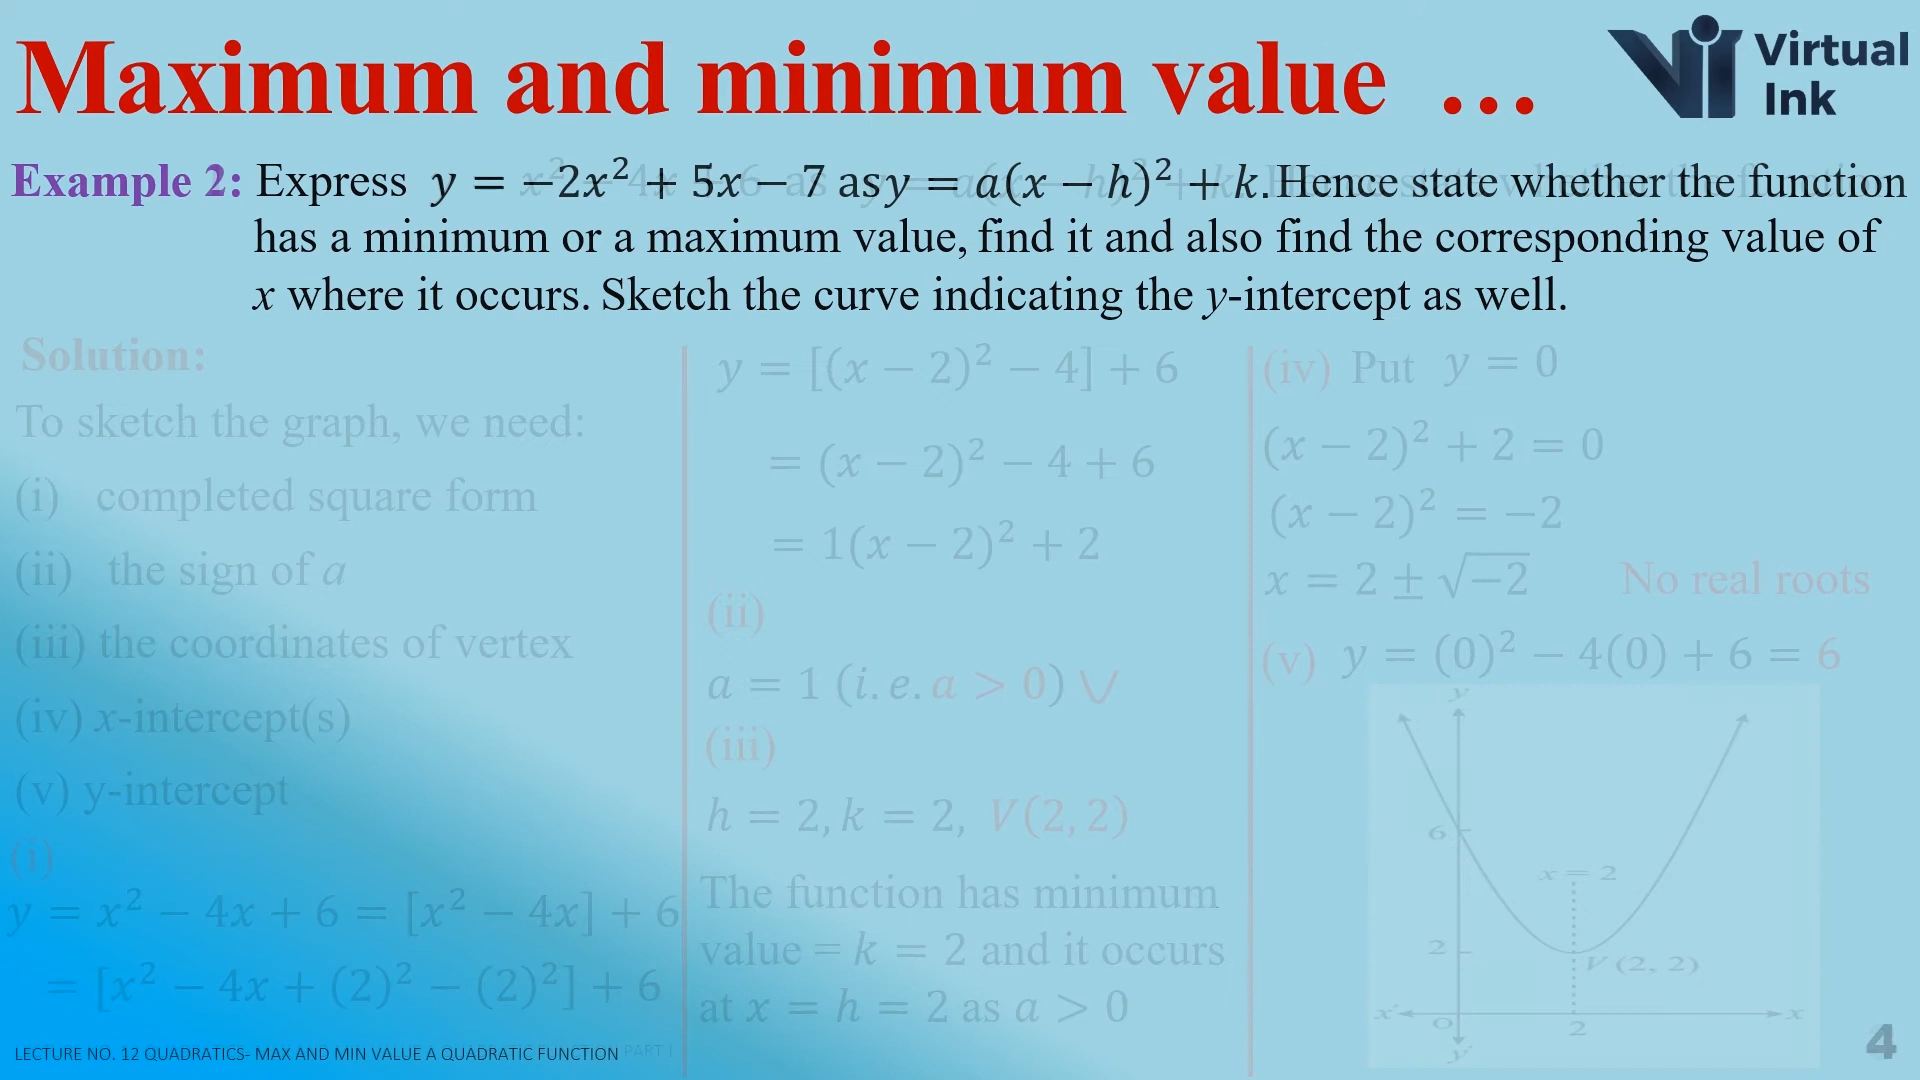 Maximum and minimum value …
Virtual
Ink
Example 2: Express y = −2x² + 5x − 7 as y = a(x − h)² + k. Hence state whether the function
has a minimum or a maximum value, find it and also find the corresponding value of
x where it occurs. Sketch the curve indicating the y-intercept as well.
Solution:
To sketch the graph, we need:
(i) completed square form
(ii) the sign of a
(iii) the coordinates of vertex
(iv) x-intercept(s)
(v) y-intercept
(i)
y = x² − 4x + 6 = [x² − 4x] + 6
= [x² − 4x + (2)² − (2)²] + 6
y = [(x − 2)² − 4] + 6
= (x − 2)² − 4 + 6
= 1(x − 2)² + 2
(ii)
a = 1 (i.e. a > 0) ∨
(iii)
h = 2, k = 2, V(2, 2)
The function has minimum
value = k = 2 and it occurs
at x = h = 2 as a > 0
(iv) Put y = 0
(x − 2)² + 2 = 0
(x − 2)² = −2
x = 2 ± √−2 No real roots
(v) y = (0)² − 4(0) + 6 = 6
y
6
x = 2
2
V (2, 2)
x' O 2 x
y'
LECTURE NO. 12 QUADRATICS- MAX AND MIN VALUE A QUADRATIC FUNCTION PART I
4